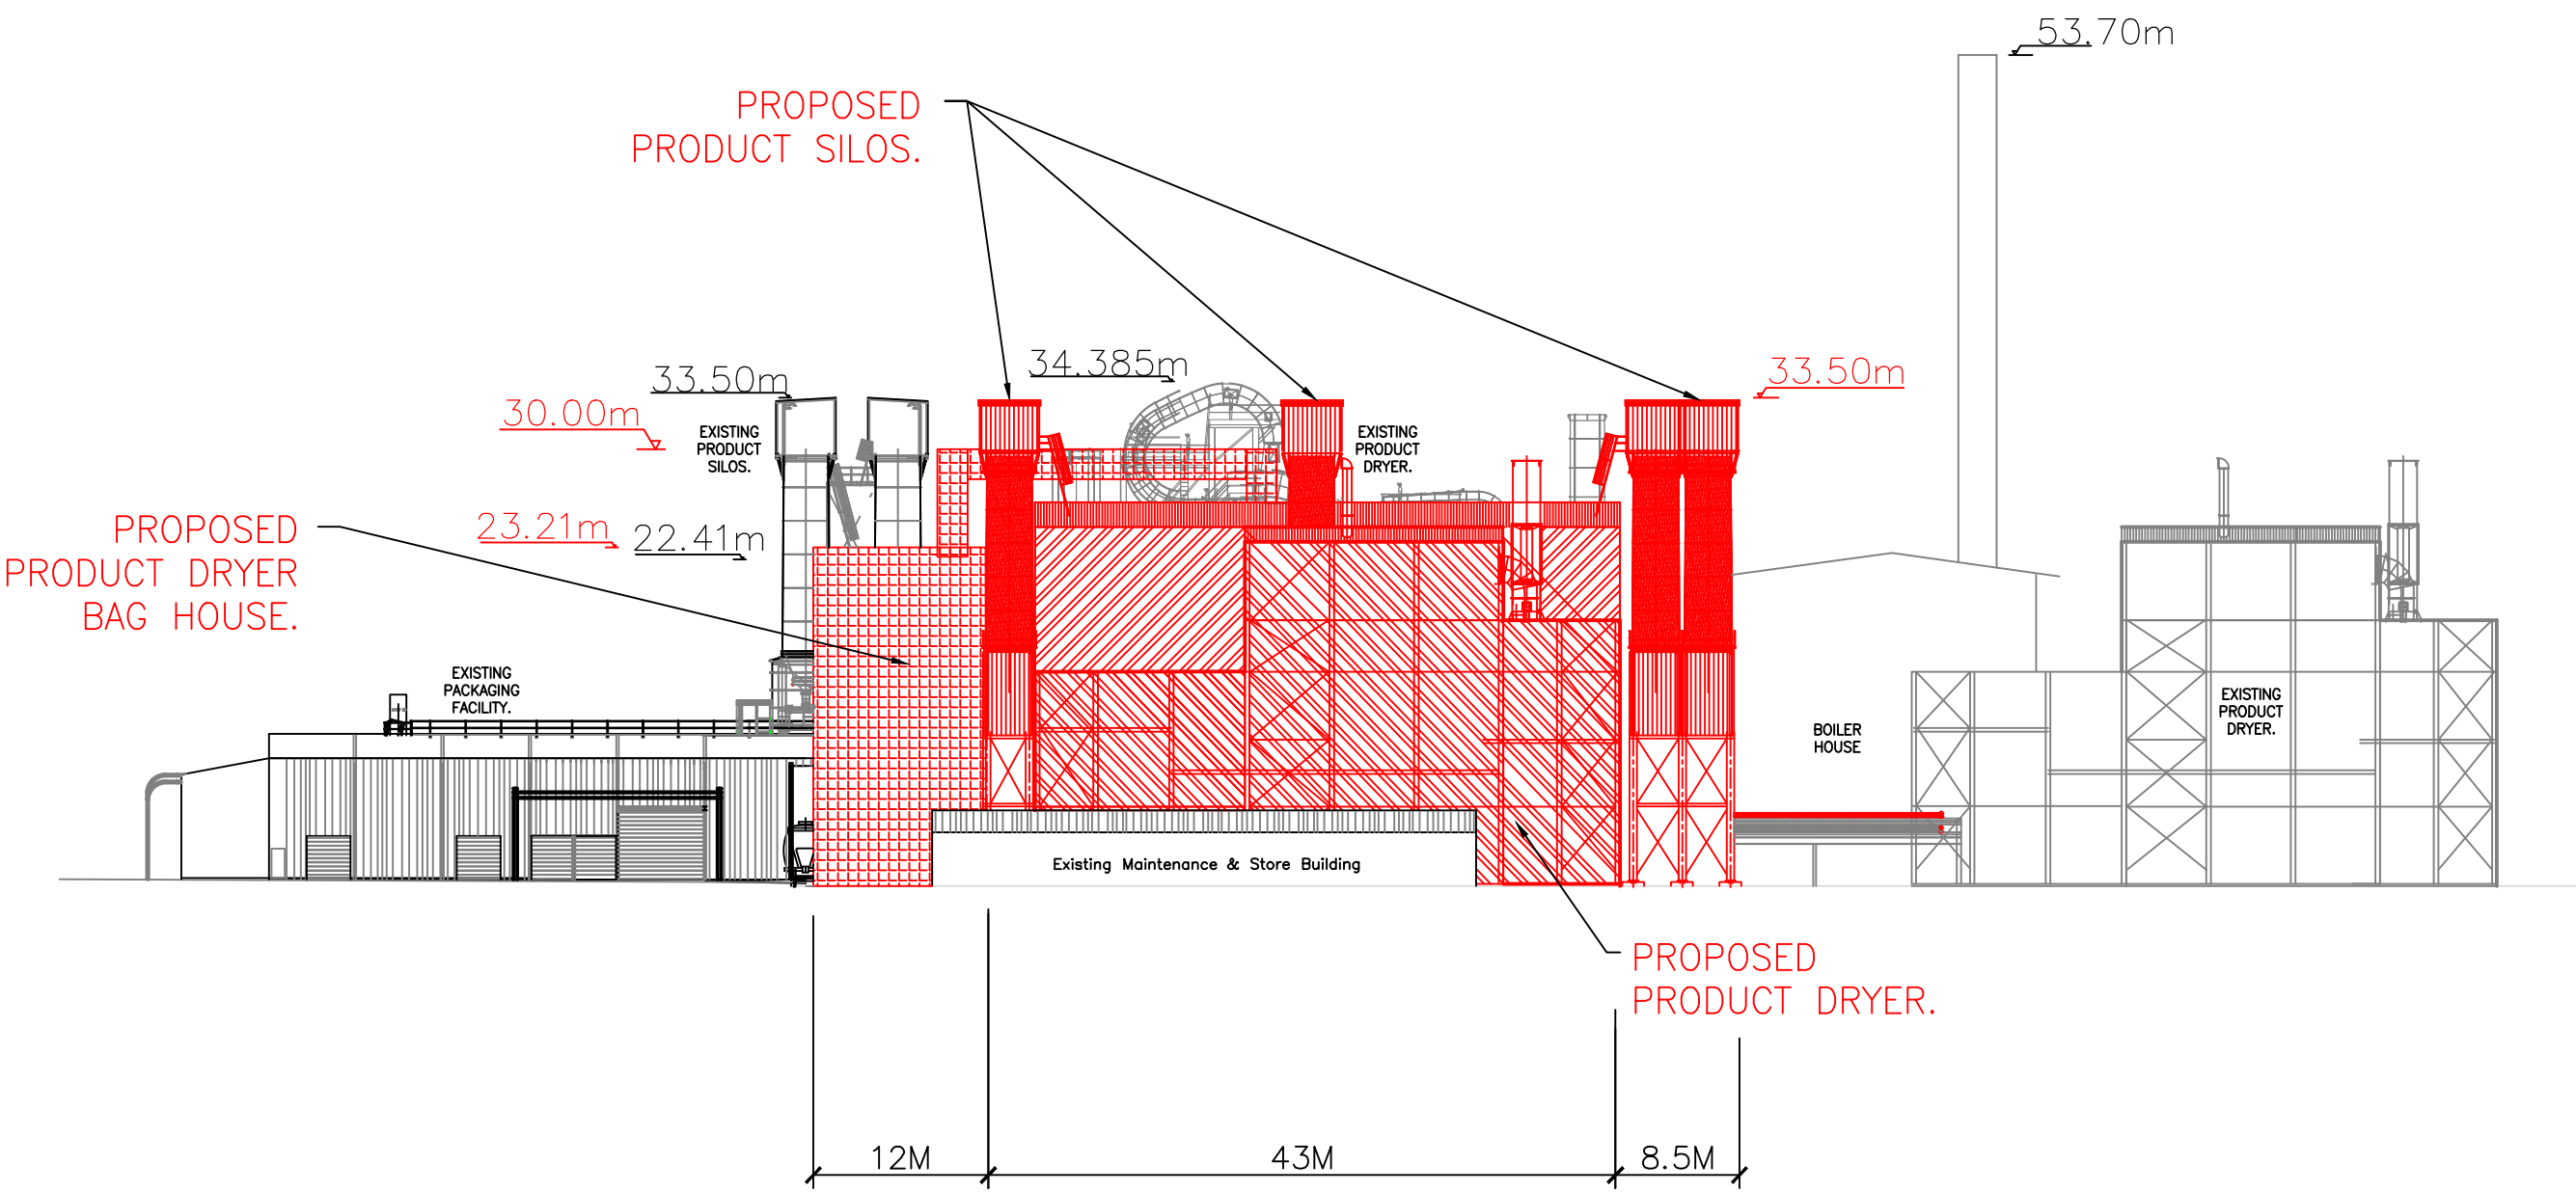 53.70m
PROPOSED
PRODUCT SILOS.
34.385m
33.50m
33.50m
30.00m
EXISTING
PRODUCT
SILOS.
EXISTING
PRODUCT
DRYER.
23.21m
22.41m
PROPOSED
PRODUCT DRYER
BAG HOUSE.
EXISTING
PACKAGING
FACILITY.
BOILER
HOUSE
EXISTING
PRODUCT
DRYER.
Existing Maintenance & Store Building
PROPOSED
PRODUCT DRYER.
12M
43M
8.5M